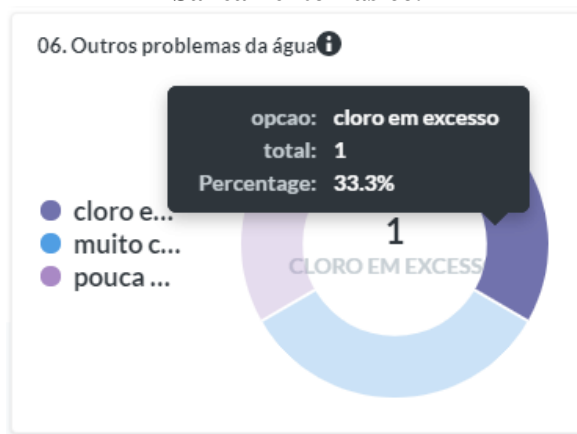 06. Outros problemas da água
opcao: cloro em excesso
total: 1
Percentage: 33.3%
cloro e...
muito c...
pouca ...
1
CLORO EM EXCESS